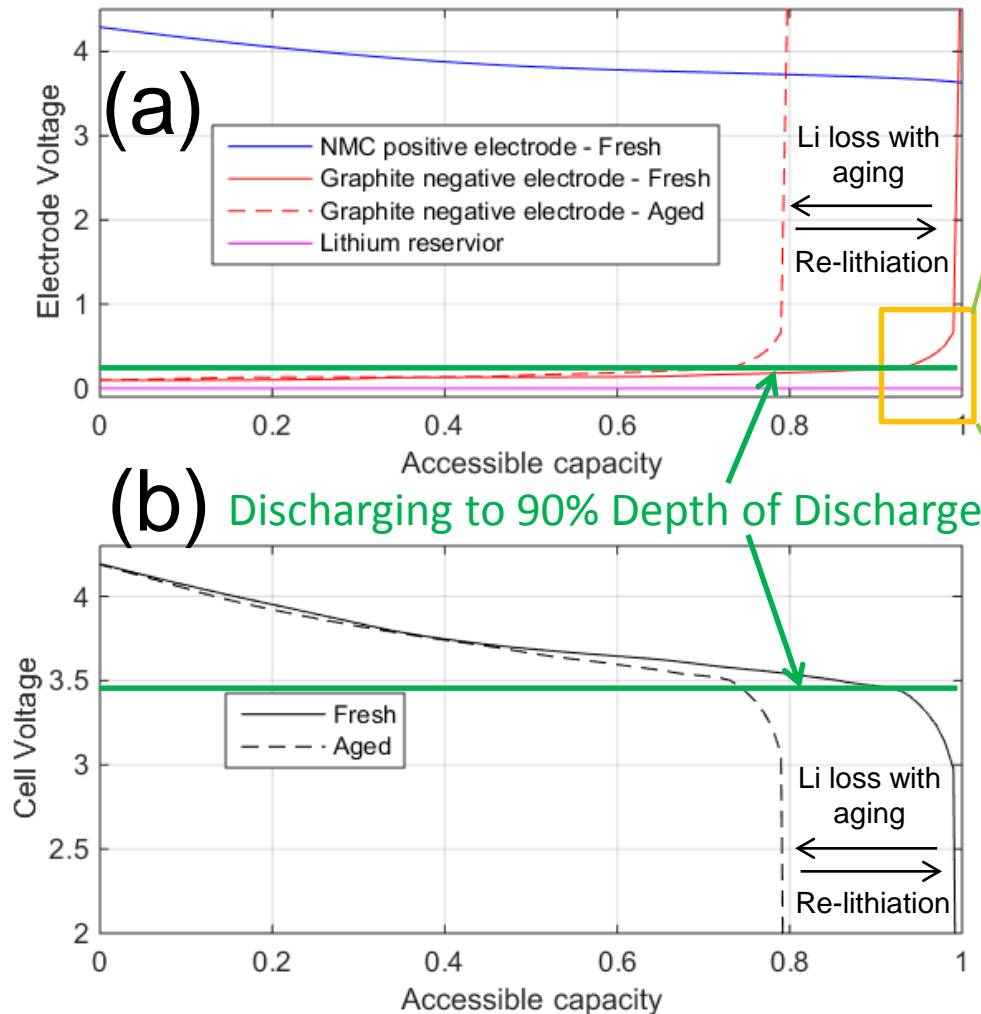 (a)
Electrode Voltage
4
3
2
1
0
NMC positive electrode - Fresh
Graphite negative electrode - Fresh
Graphite negative electrode - Aged
Lithium reservior
Li loss with
aging
Re-lithiation
0
0.2
0.4
0.6
0.8
1
Accessible capacity
(b)
Discharging to 90% Depth of Discharge
Cell Voltage
4
3.5
3
2.5
2
Fresh
Aged
Li loss with
aging
Re-lithiation
0
0.2
0.4
0.6
0.8
1
Accessible capacity